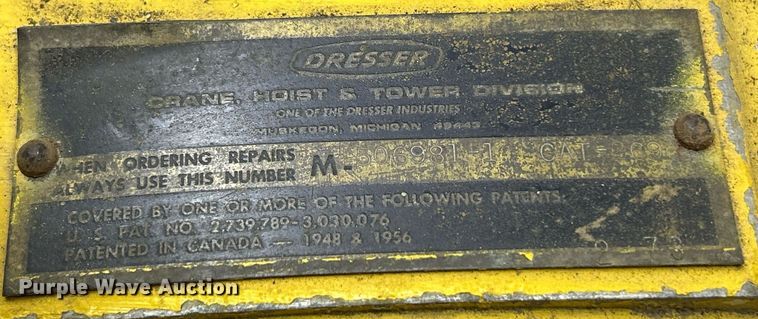 DRESSER
CRANE, HOIST & TOWER DIVISION
ONE OF THE DRESSER INDUSTRIES
MUSKEGON, MICHIGAN 49443
WHEN ORDERING REPAIRS
ALWAYS USE THIS NUMBER
M-
COVERED BY ONE OR MORE OF THE FOLLOWING PATENTS:
U. S. PAT. NO. 2,739,789-3,030,076
PATENTED IN CANADA — 1948 & 1956
Purple Wave Auction